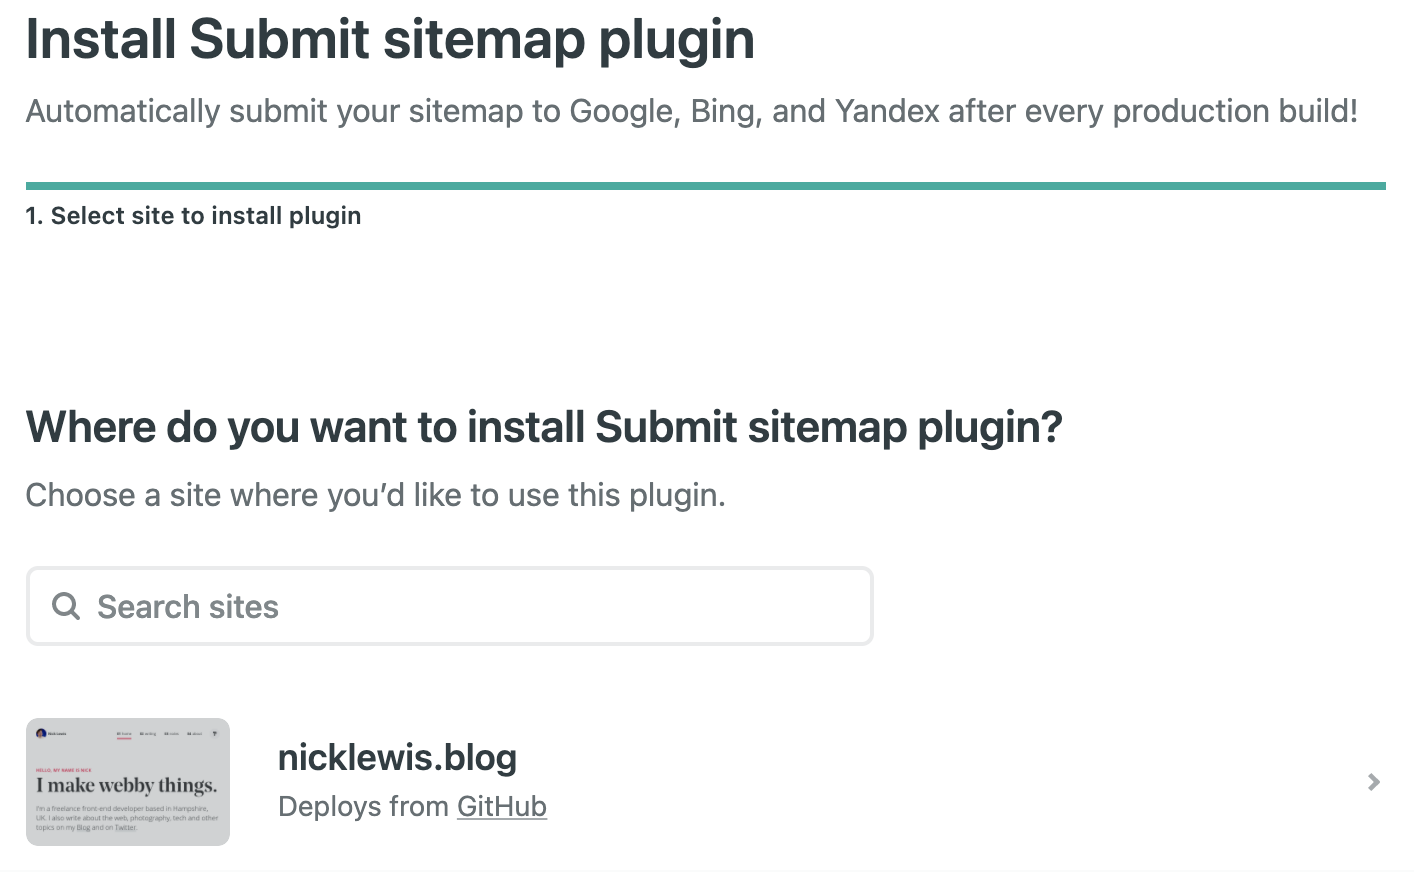 Install Submit sitemap plugin
Automatically submit your sitemap to Google, Bing, and Yandex after every production build!
1. Select site to install plugin
Where do you want to install Submit sitemap plugin?
Choose a site where you’d like to use this plugin.
Search sites
Nick Lewis
HELLO, MY NAME IS NICK
I make webby things.
I'm a freelance front-end developer based in Hampshire,
UK. I also write about the web, photography, tech and other
topics on my Blog and on Twitter.
nicklewis.blog
Deploys from GitHub